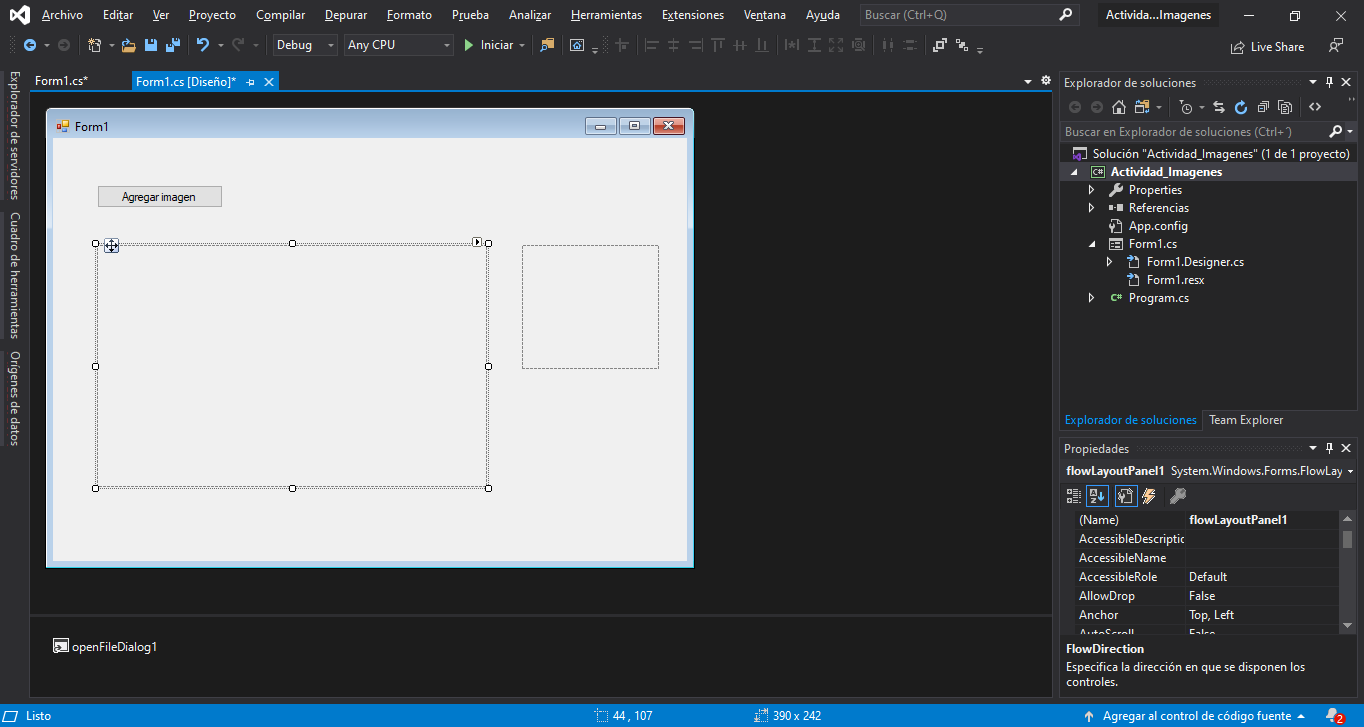 Archivo Editar Ver Proyecto Compilar Depurar Formato Prueba Analizar Herramientas Extensiones Ventana Ayuda Buscar (Ctrl+Q) Activida...Imagenes
Debug Any CPU Iniciar Live Share
Explorador de servidores
Cuadro de herramientas
Orígenes de datos
Form1.cs* Form1.cs [Diseño]*
Form1
Agregar imagen
openFileDialog1
Explorador de soluciones
Buscar en Explorador de soluciones (Ctrl+´)
Solución "Actividad_Imagenes" (1 de 1 proyecto)
C# Actividad_Imagenes
Properties
Referencias
App.config
Form1.cs
Form1.Designer.cs
Form1.resx
C# Program.cs
Explorador de soluciones Team Explorer
Propiedades
flowLayoutPanel1 System.Windows.Forms.FlowLay
(Name) flowLayoutPanel1
AccessibleDescriptic
AccessibleName
AccessibleRole Default
AllowDrop False
Anchor Top, Left
AutoScroll False
FlowDirection
Especifica la dirección en que se disponen los
controles.
Listo 44 , 107 390 x 242 Agregar al control de código fuente 2